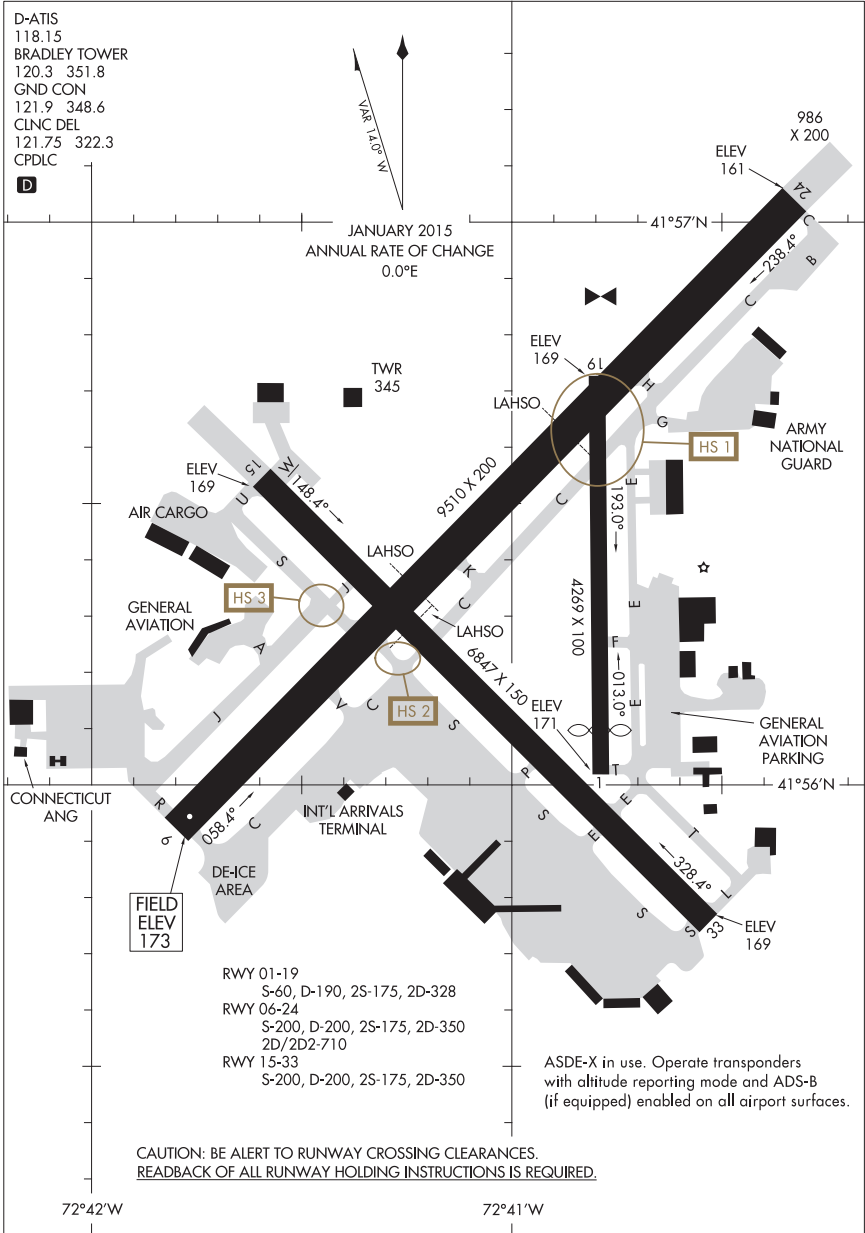 D-ATIS
118.15
BRADLEY TOWER
120.3 351.8
GND CON
121.9 348.6
CLNC DEL
121.75 322.3
CPDLC
D
VAR 14.0° W
JANUARY 2015
ANNUAL RATE OF CHANGE
0.0°E
986
X 200
ELEV
161
24
41°57'N
C
238.4°
B
C
ELEV
169
19
H
G
HS 1
ARMY
NATIONAL
GUARD
TWR
345
LAHSO
9510 X 200
C
E
193.0°
ELEV
169
15
W
148.4°
U
AIR CARGO
S
J
LAHSO
K
C
HS 3
GENERAL
AVIATION
A
LAHSO
4269 X 100
E
F
6847 X 150
013.0°
E
J
V
C
HS 2
S
ELEV
171
GENERAL
AVIATION
PARKING
1
T
P
41°56'N
CONNECTICUT
ANG
R
6
058.4°
C
INT'L ARRIVALS
TERMINAL
S
E
E
T
328.4°
L
DE-ICE
AREA
FIELD
ELEV
173
S
S
33
ELEV
169
RWY 01-19
S-60, D-190, 2S-175, 2D-328
RWY 06-24
S-200, D-200, 2S-175, 2D-350
2D/2D2-710
RWY 15-33
S-200, D-200, 2S-175, 2D-350
ASDE-X in use. Operate transponders
with altitude reporting mode and ADS-B
(if equipped) enabled on all airport surfaces.
CAUTION: BE ALERT TO RUNWAY CROSSING CLEARANCES.
READBACK OF ALL RUNWAY HOLDING INSTRUCTIONS IS REQUIRED.
72°42'W
72°41'W